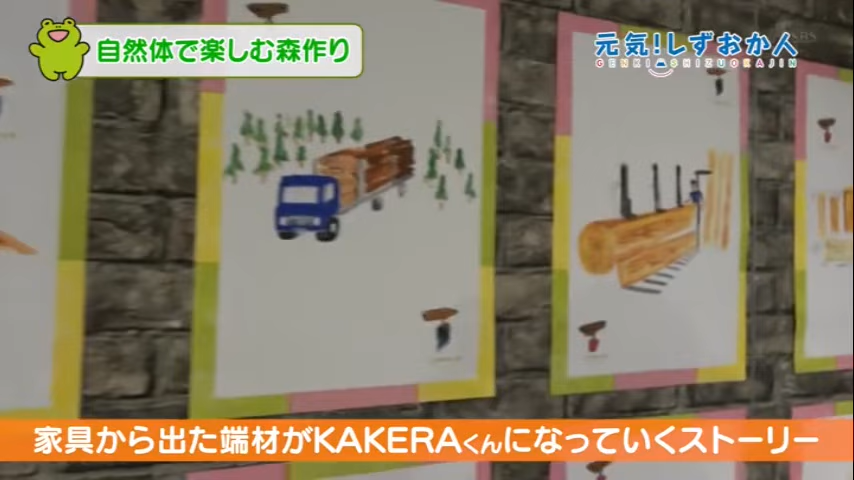 自然体で楽しむ森作り
元気!しずおか人
GENKI SHIZUOKAJIN
SBS
家具から出た端材がKAKERAくんになっていくストーリー